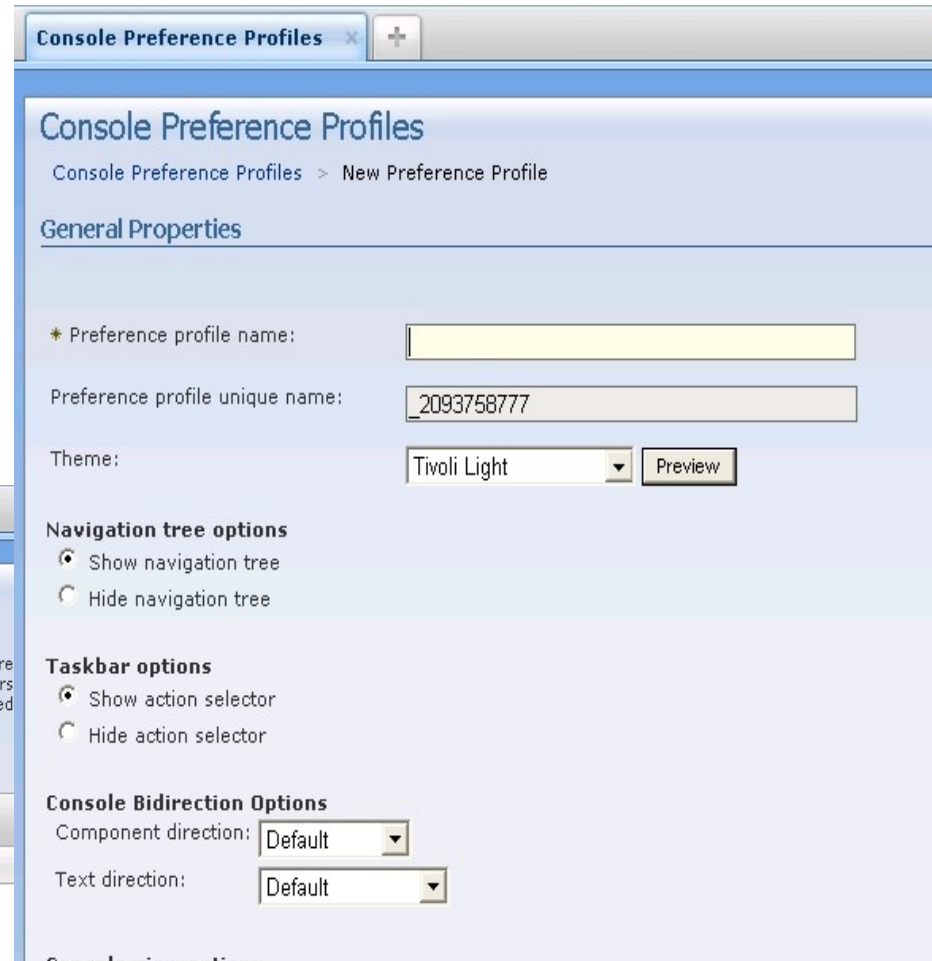 Console Preference Profiles
Console Preference Profiles
Console Preference Profiles > New Preference Profile
General Properties
* Preference profile name:
Preference profile unique name: _2093758777
Theme: Tivoli Light Preview
Navigation tree options
Show navigation tree
Hide navigation tree
Taskbar options
Show action selector
Hide action selector
Console Bidirection Options
Component direction: Default
Text direction: Default